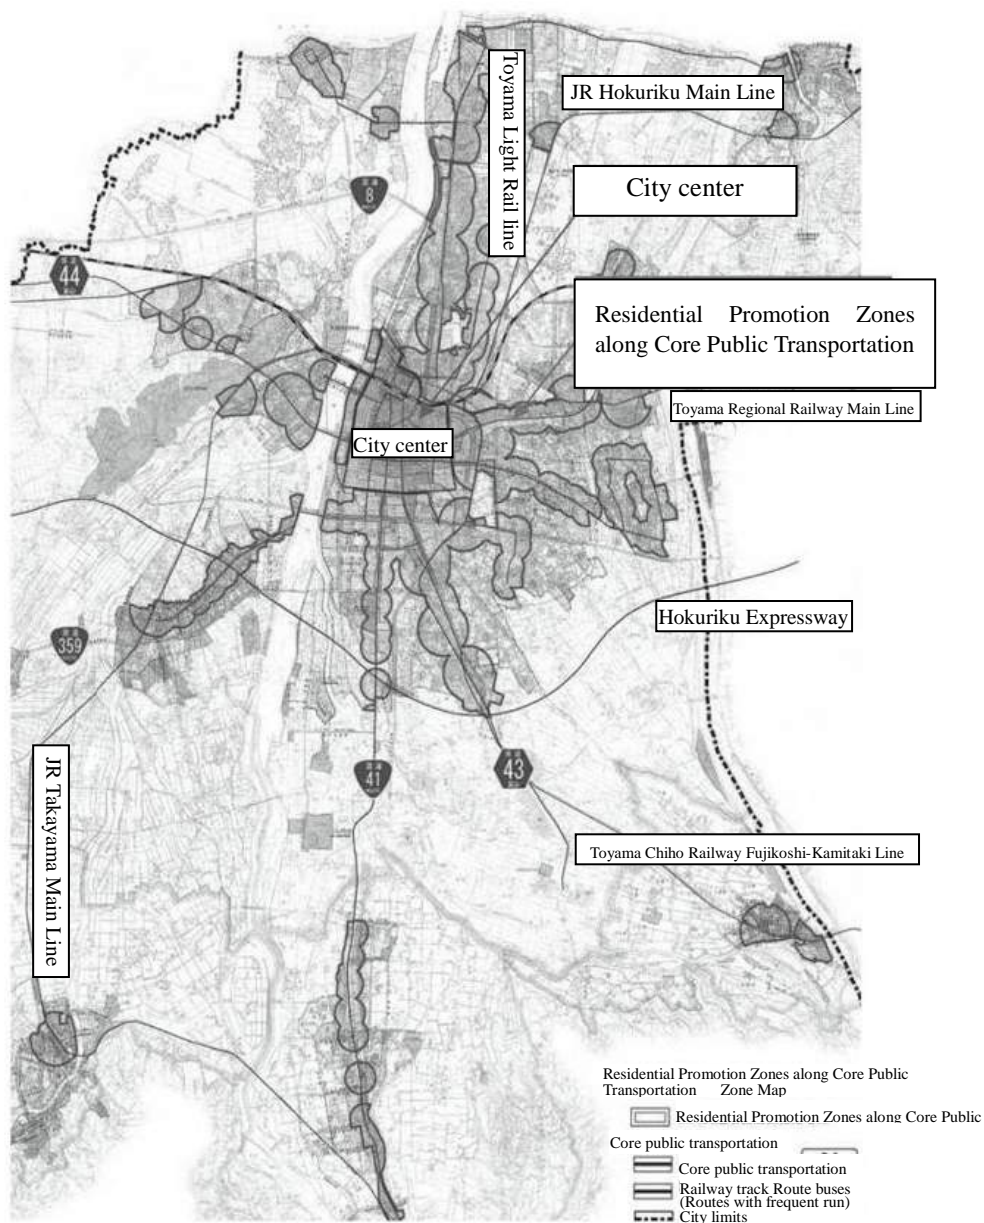 Toyama Light Rail line
JR Hokuriku Main Line
City center
8
44
Residential Promotion Zones
along Core Public Transportation
Toyama Regional Railway Main Line
City center
Hokuriku Expressway
359
JR Takayama Main Line
41
43
Toyama Chiho Railway Fujikoshi-Kamitaki Line
Residential Promotion Zones along Core Public
Transportation Zone Map
Residential Promotion Zones along Core Public
Core public transportation
Core public transportation
Railway track Route buses
(Routes with frequent run)
City limits